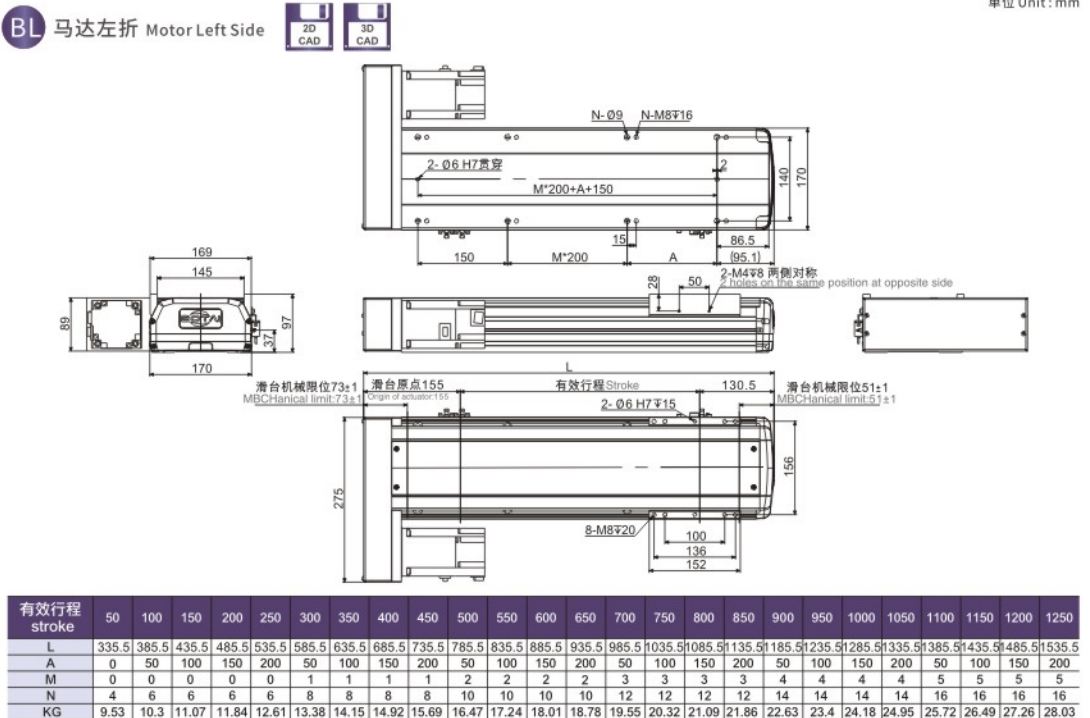 单位 Unit : mm
BL 马达左折 Motor Left Side
2D CAD
3D CAD
N- Ø9 N-M8↧16
2- Ø6 H7贯穿
2
M*200+A+150
140
170
15
86.5
150
M*200
A
(95.1)
169
145
89
97
37
170
28
50
2-M4↧8 两侧对称
2 holes on the same position at opposite side
L
滑台机械限位73±1
MBCHanical limit:73±1
滑台原点155
Origin of actuator:155
有效行程Stroke
130.5
滑台机械限位51±1
MBCHanical limit:51±1
2- Ø6 H7↧15
275
156
8-M8↧20
100
136
152
有效行程 stroke 50 100 150 200 250 300 350 400 450 500 550 600 650 700 750 800 850 900 950 1000 1050 1100 1150 1200 1250
L 335.5 385.5 435.5 485.5 535.5 585.5 635.5 685.5 735.5 785.5 835.5 885.5 935.5 985.5 1035.5 1085.5 1135.5 1185.5 1235.5 1285.5 1335.5 1385.5 1435.5 1485.5 1535.5
A 0 50 100 150 200 50 100 150 200 50 100 150 200 50 100 150 200 50 100 150 200 50 100 150 200
M 0 0 0 0 0 1 1 1 1 2 2 2 2 3 3 3 3 4 4 4 4 5 5 5 5
N 4 6 6 6 6 8 8 8 8 10 10 10 10 12 12 12 12 14 14 14 14 16 16 16 16
KG 9.53 10.3 11.07 11.84 12.61 13.38 14.15 14.92 15.69 16.47 17.24 18.01 18.78 19.55 20.32 21.09 21.86 22.63 23.4 24.18 24.95 25.72 26.49 27.26 28.03